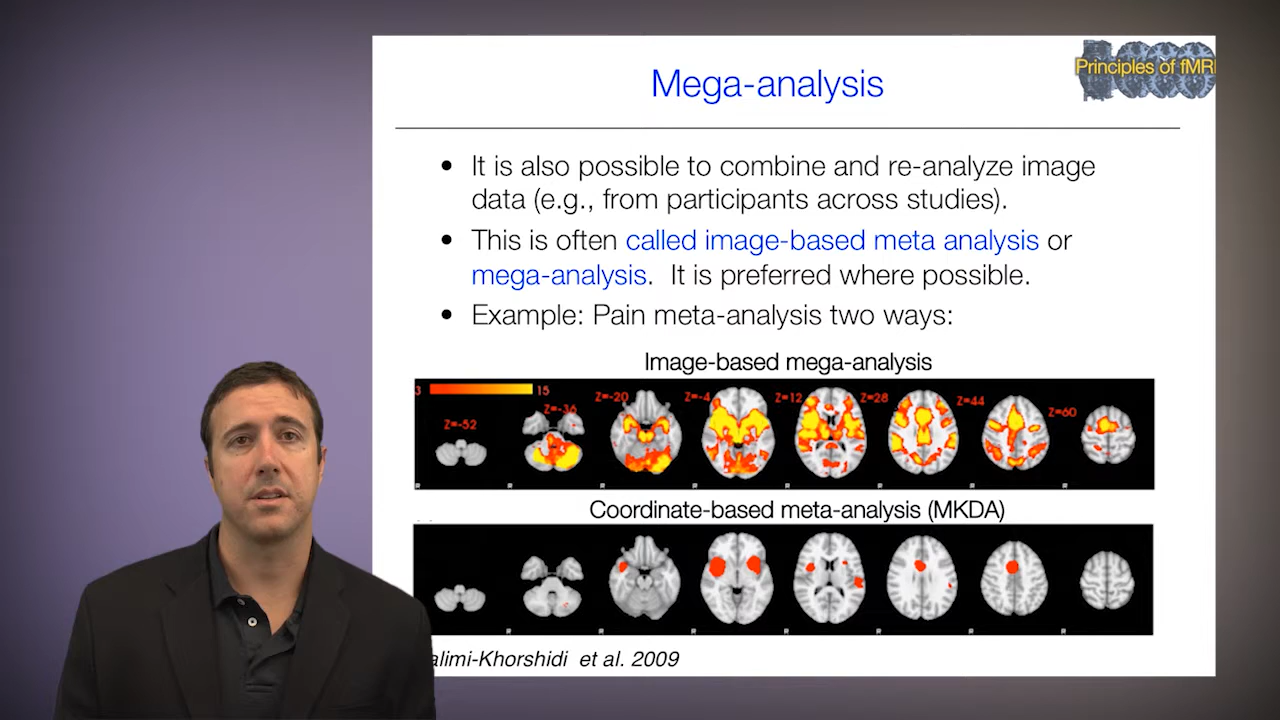 Principles of fMRI
Mega-analysis
• It is also possible to combine and re-analyze image
data (e.g., from participants across studies).
• This is often called image-based meta analysis or
mega-analysis. It is preferred where possible.
• Example: Pain meta-analysis two ways:
Image-based mega-analysis
3 15 Z=-52 Z=-36 Z=-20 Z=-4 Z=12 Z=28 Z=44 Z=60
R R R R R R R R
Coordinate-based meta-analysis (MKDA)
R R R R R R R
alimi-Khorshidi et al. 2009